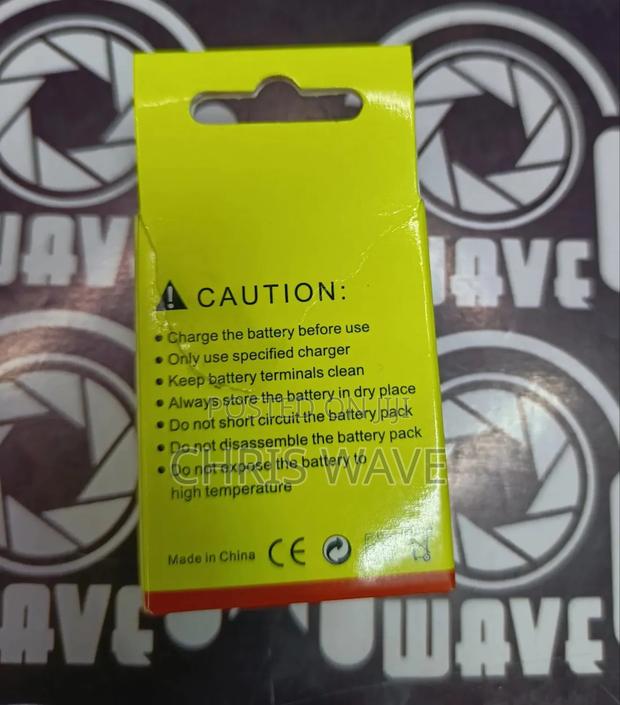 CAUTION:
• Charge the battery before use
• Only use specified charger
• Keep battery terminals clean
• Always store the battery in dry place
• Do not short circuit the battery pack
• Do not disassemble the battery pack
• Do not expose the battery to
high temperature
Made in China CE
POSTED ON Jiji
CHRIS WAVE
WAVE
WAVE
WAVE
WAVE